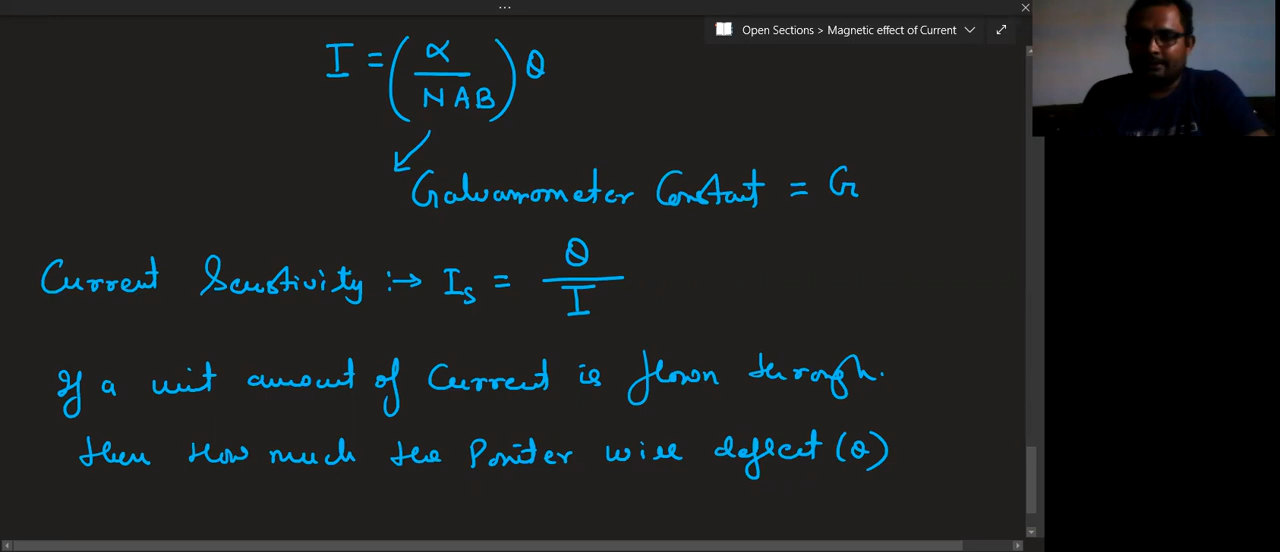 ...
Open Sections > Magnetic effect of Current
I = (α / NAB) θ
Galvanometer Constant = G
Current Senstivity :→ Is = θ / I
If a unit amount of Current is flown through.
then how much the Pointer will deflect (θ)